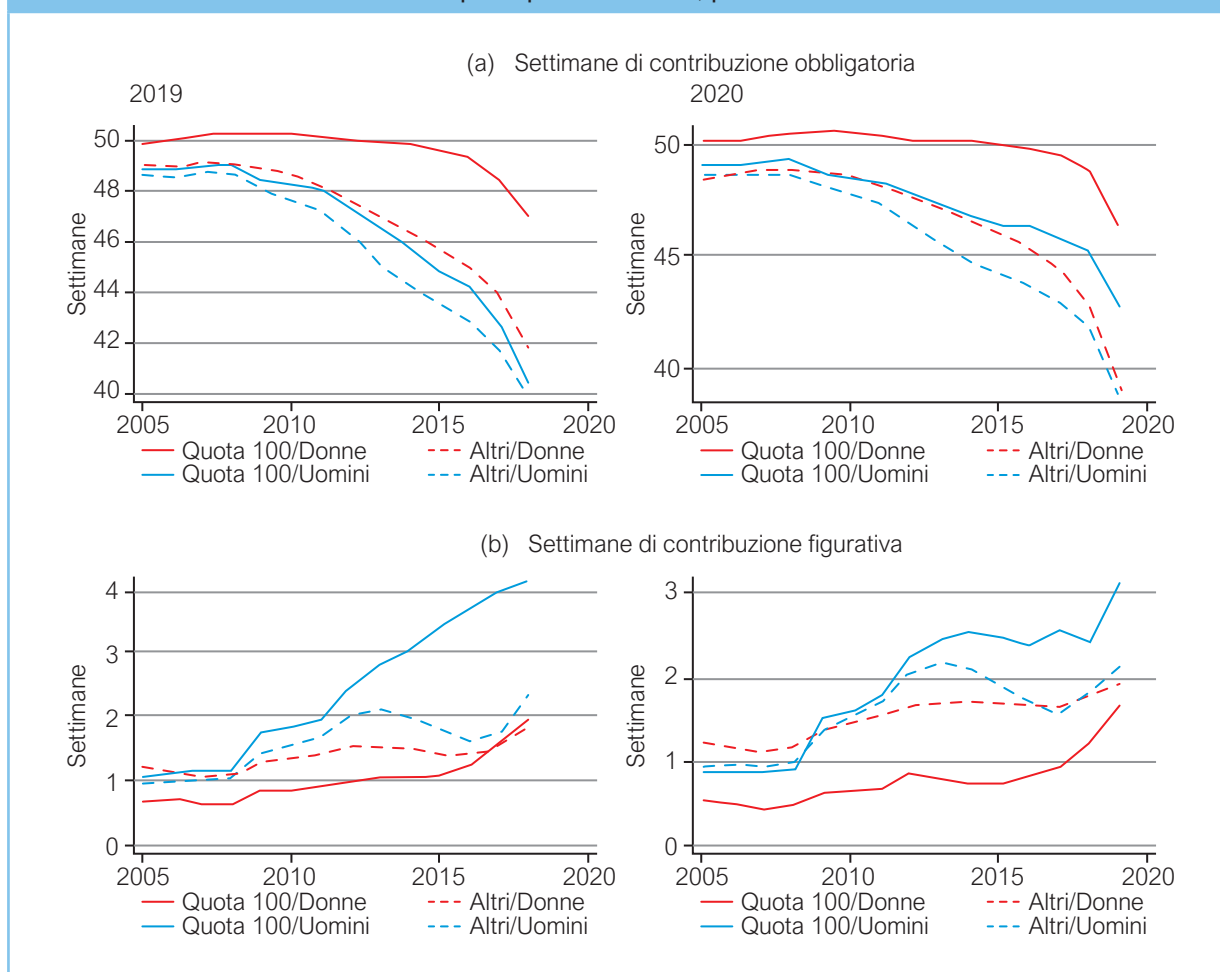 (a) Settimane di contribuzione obbligatoria
2019
Settimane
50
48
46
44
42
40
2005 2010 2015 2020
Quota 100/Donne Altri/Donne
Quota 100/Uomini Altri/Uomini
2020
Settimane
50
45
40
2005 2010 2015 2020
Quota 100/Donne Altri/Donne
Quota 100/Uomini Altri/Uomini
(b) Settimane di contribuzione figurativa
Settimane
4
3
2
1
0
2005 2010 2015 2020
Quota 100/Donne Altri/Donne
Quota 100/Uomini Altri/Uomini
Settimane
3
2
1
0
2005 2010 2015 2020
Quota 100/Donne Altri/Donne
Quota 100/Uomini Altri/Uomini